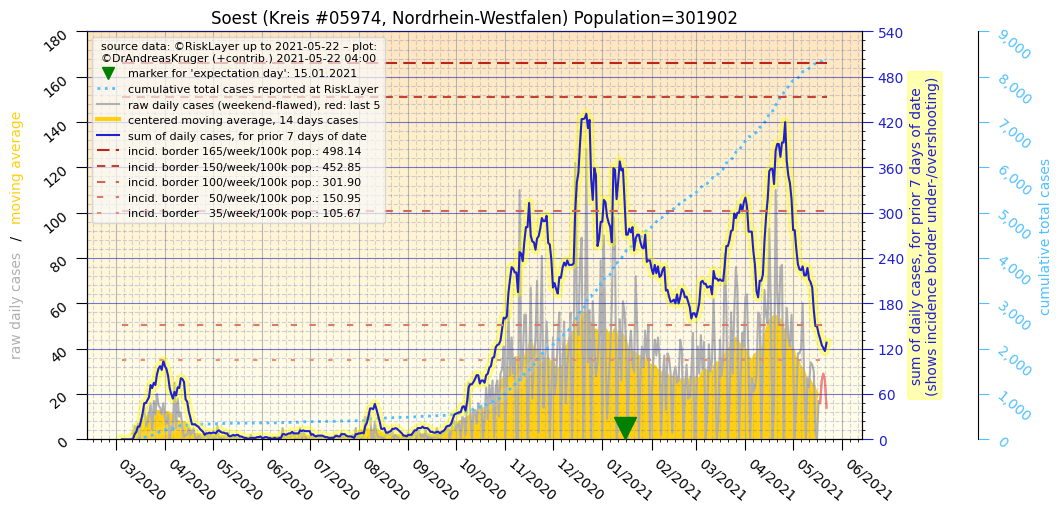 Soest (Kreis #05974, Nordrhein-Westfalen) Population=301902
source data: ©RiskLayer up to 2021-05-22 – plot:
©DrAndreasKruger (+contrib.) 2021-05-22 04:00
marker for 'expectation day': 15.01.2021
cumulative total cases reported at RiskLayer
raw daily cases (weekend-flawed), red: last 5
centered moving average, 14 days cases
sum of daily cases, for prior 7 days of date
incid. border 165/week/100k pop.: 498.14
incid. border 150/week/100k pop.: 452.85
incid. border 100/week/100k pop.: 301.90
incid. border   50/week/100k pop.: 150.95
incid. border   35/week/100k pop.: 105.67
raw daily cases / moving average
180
160
140
120
100
80
60
40
20
0
03/2020
04/2020
05/2020
06/2020
07/2020
08/2020
09/2020
10/2020
11/2020
12/2020
01/2021
02/2021
03/2021
04/2021
05/2021
06/2021
540
480
420
360
300
240
180
120
60
0
sum of daily cases, for prior 7 days of date
(shows incidence border under-/overshooting)
9,000
8,000
7,000
6,000
5,000
4,000
3,000
2,000
1,000
0
cumulative total cases